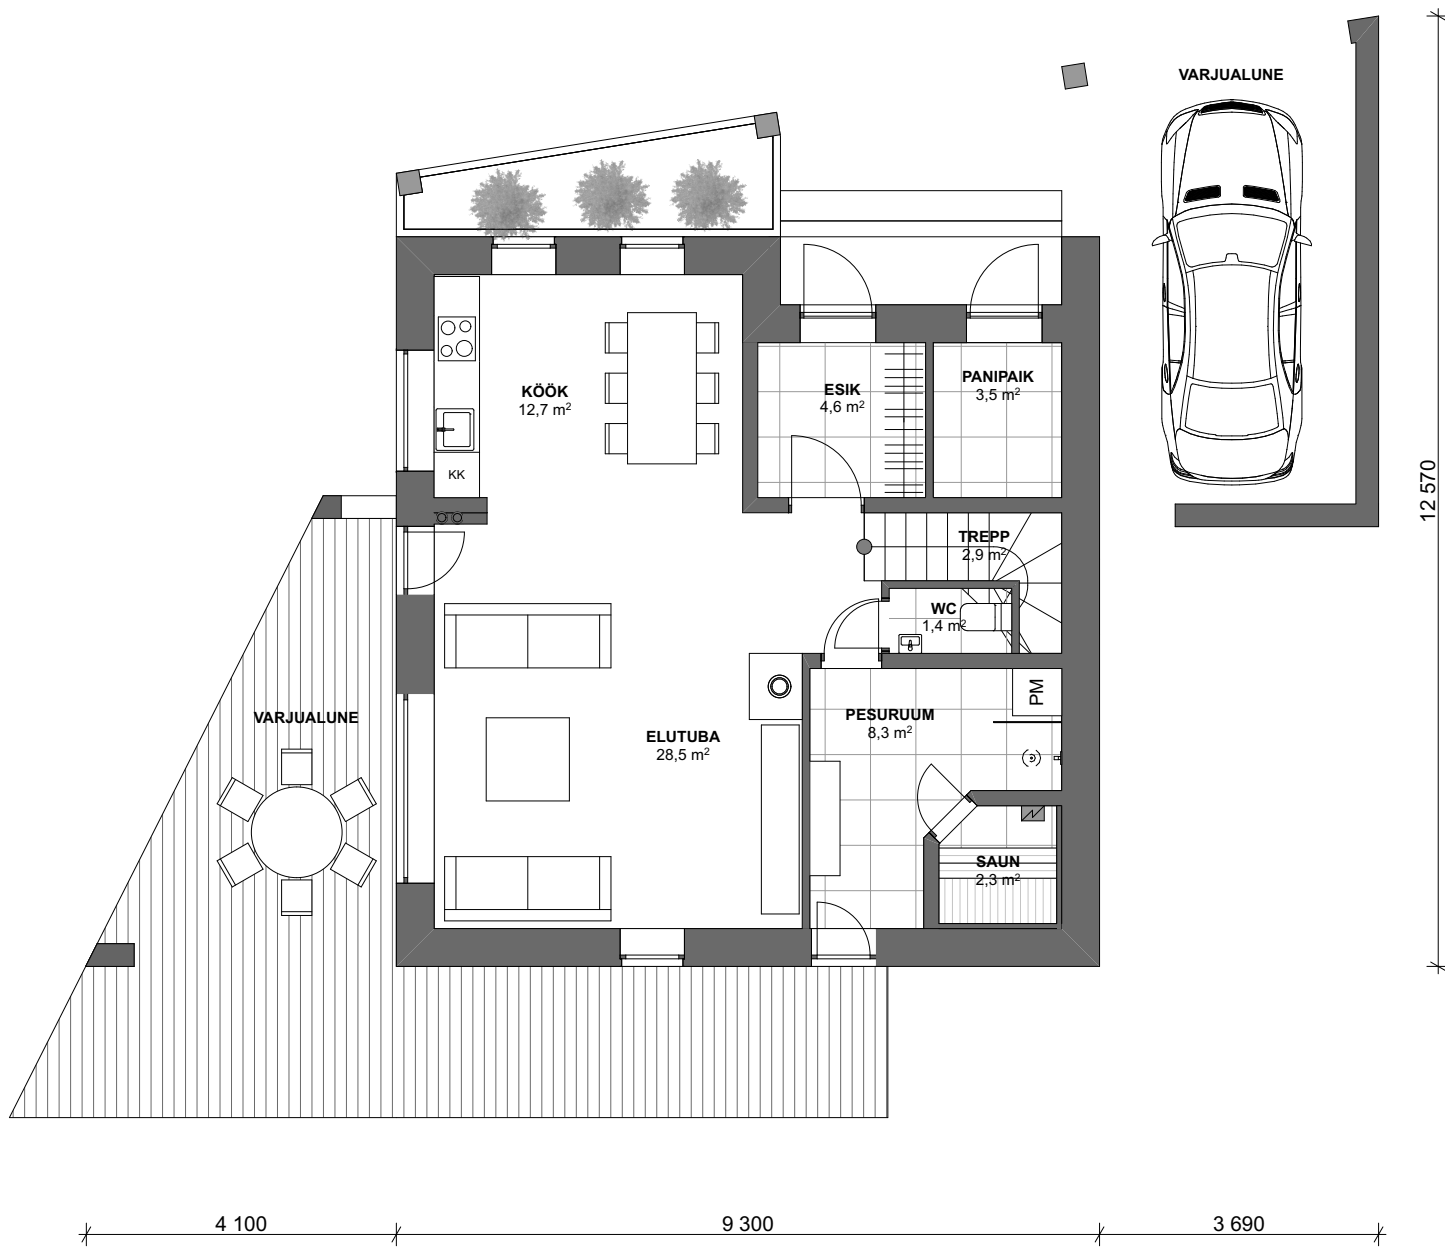 VARJUALUNE
KÖÖK
12,7 m²
ESIK
4,6 m²
PANIPAIK
3,5 m²
KK
12 570
TREPP
2,9 m²
WC
1,4 m²
PM
VARJUALUNE
ELUTUBA
28,5 m²
PESURUUM
8,3 m²
SAUN
2,3 m²
4 100
9 300
3 690